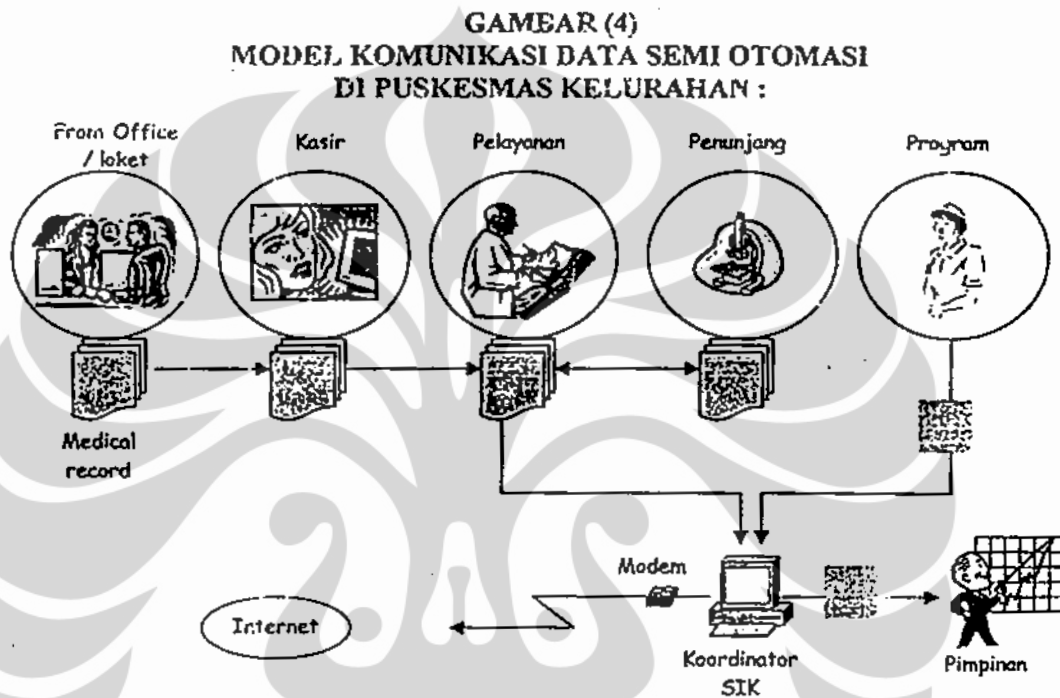 GAMBAR (4)
MODEL KOMUNIKASI DATA SEMI OTOMASI
DI PUSKESMAS KELURAHAN :
From Office
/ loket
Kasir
Pelayanan
Penunjang
Program
Medical
record
Modem
Internet
Koordinator
SIK
Pimpinan